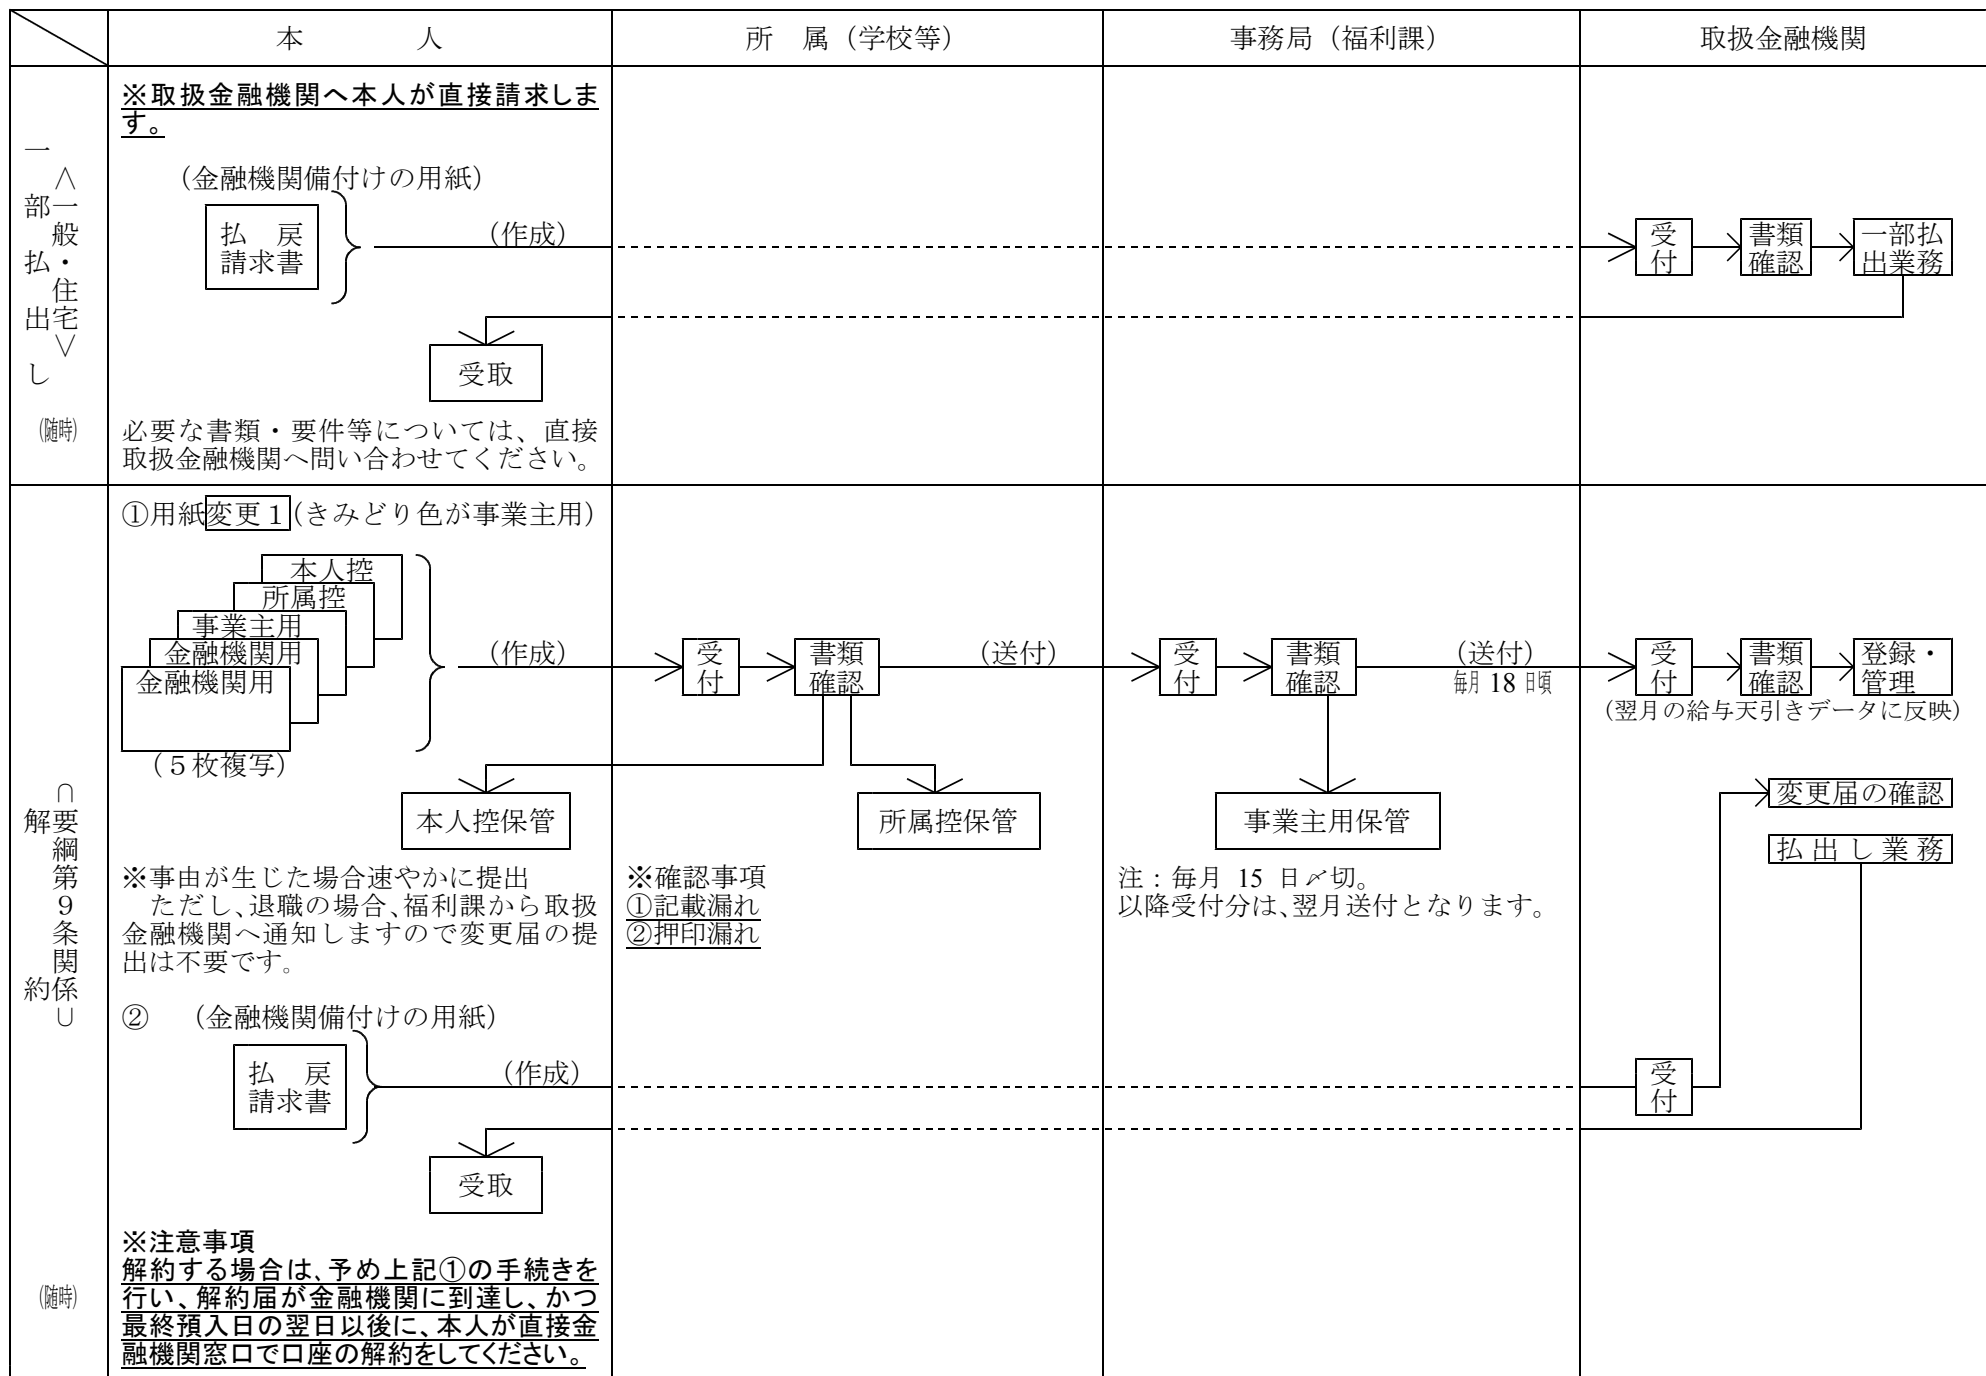 本　　　人
所　属（学校等）
事務局（福利課）
取扱金融機関
一部払出し
＜一般・住宅＞
（随時）
※取扱金融機関へ本人が直接請求しま
す。
（金融機関備付けの用紙）
払　戻
請求書
（作成）
受
付
書類
確認
一部払
出業務
受取
必要な書類・要件等については、直接
取扱金融機関へ問い合わせてください。
解約
（要綱第９条関係）
（随時）
①用紙変更１（きみどり色が事業主用）
本人控
所属控
事業主用
金融機関用
金融機関用
（５枚複写）
（作成）
受
付
書類
確認
（送付）
受
付
書類
確認
（送付）
毎月 18 日頃
受
付
書類
確認
登録・
管理
（翌月の給与天引きデータに反映）
本人控保管
所属控保管
事業主用保管
変更届の確認
払出し業務
※事由が生じた場合速やかに提出
ただし、退職の場合、福利課から取扱
金融機関へ通知しますので変更届の提
出は不要です。
※確認事項
①記載漏れ
②押印漏れ
注：毎月 15 日〆切。
以降受付分は、翌月送付となります。
②　（金融機関備付けの用紙）
払　戻
請求書
（作成）
受
付
受取
※注意事項
解約する場合は、予め上記①の手続きを
行い、解約届が金融機関に到達し、かつ
最終預入日の翌日以後に、本人が直接金
融機関窓口で口座の解約をしてください。